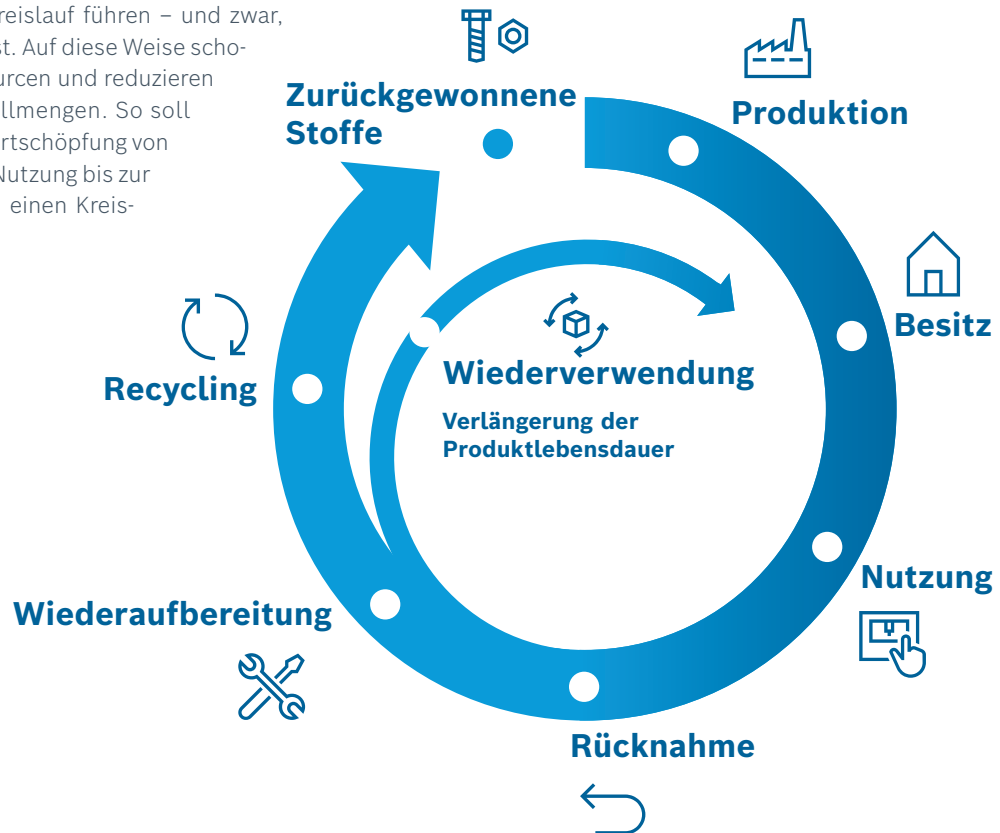 reislauf führen – und zwar,
st. Auf diese Weise scho-
urcen und reduzieren
llmengen. So soll
rtschöpfung von
Nutzung bis zur
einen Kreis-
Zurückgewonnene
Stoffe
Produktion
Besitz
Recycling
Wiederverwendung
Verlängerung der
Produktlebensdauer
Nutzung
Wiederaufbereitung
Rücknahme